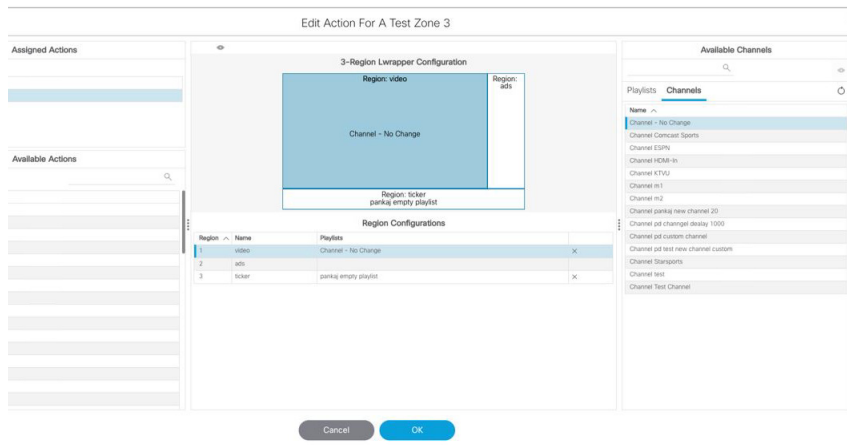 Edit Action For A Test Zone 3
Assigned Actions
Available Actions
3-Region Lwrapper Configuration
Region: video
Region:
ads
Channel - No Change
Region: ticker
pankaj empty playlist
Region Configurations
Region Name Playlists
1 video Channel - No Change
2 ads
3 ticker pankaj empty playlist
Available Channels
Playlists Channels
Name
Channel - No Change
Channel Comcast Sports
Channel ESPN
Channel HDMI-In
Channel KTVU
Channel m1
Channel m2
Channel pankaj new channel 20
Channel pd channgel dealay 1000
Channel pd custom channel
Channel pd test new channel custom
Channel Starsports
Channel test
Channel Test Channel
Cancel
OK